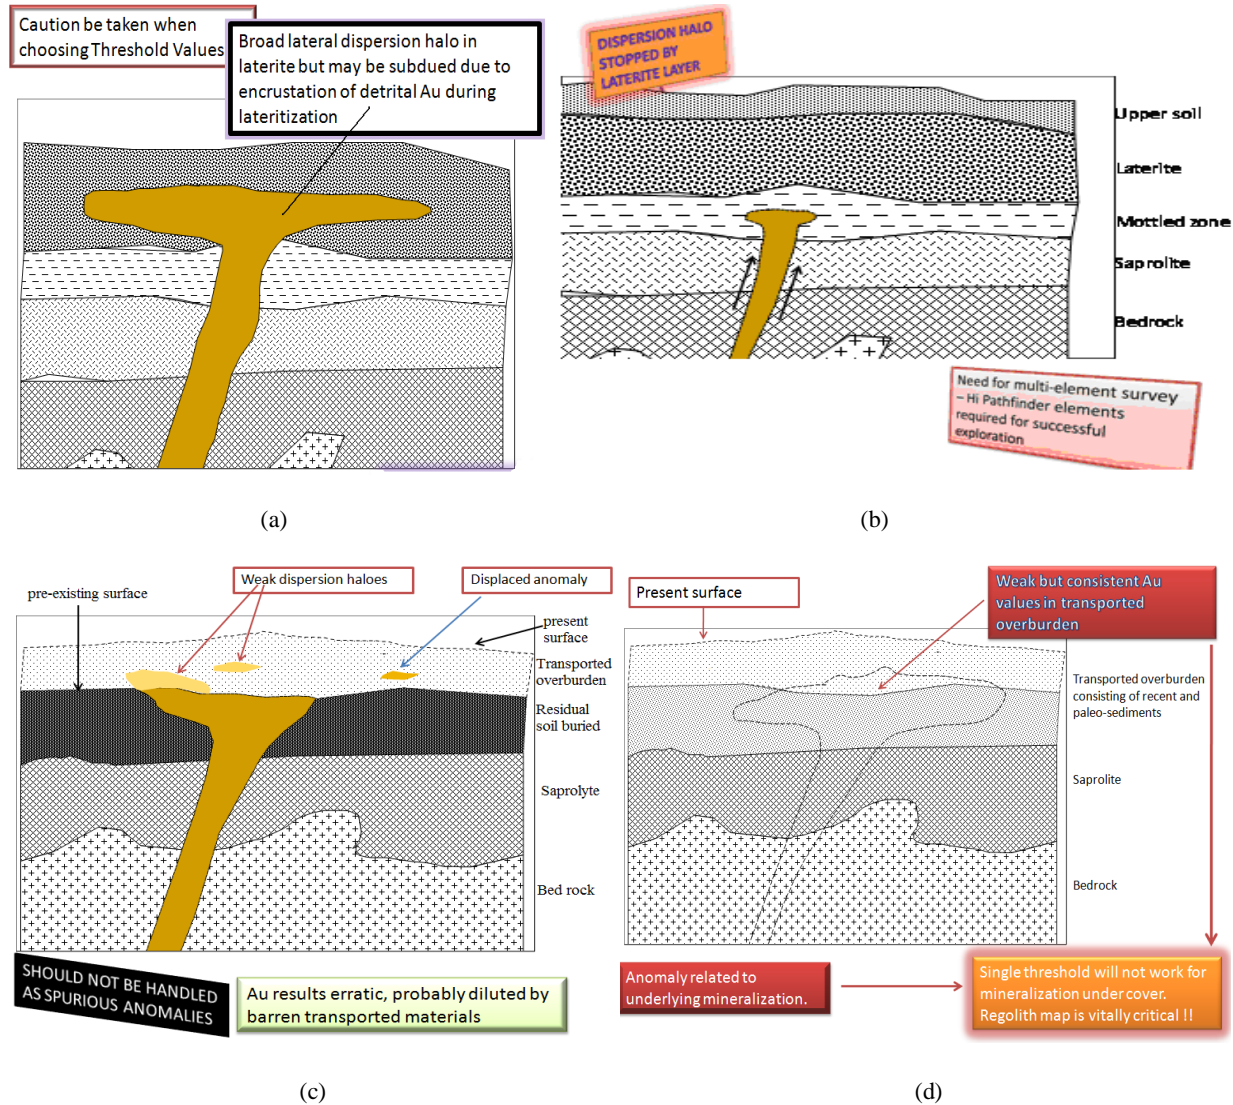 Caution be taken when
choosing Threshold Values
Broad lateral dispersion halo in
laterite but may be subdued due to
encrustation of detrital Au during
lateritization
(a)
DISPERSION HALO
STOPPED BY
LATERITE LAYER
Upper soil
Laterite
Mottled zone
Saprolite
Bedrock
Need for multi-element survey
– Hi Pathfinder elements
required for successful
exploration
(b)
pre-existing surface
Weak dispersion haloes
Displaced anomaly
present
surface
Transported
overburden
Residual
soil buried
Saprolyte
Bed rock
SHOULD NOT BE HANDLED
AS SPURIOUS ANOMALIES
Au results erratic, probably diluted by
barren transported materials
(c)
Present surface
Weak but consistent Au
values in transported
overburden
Transported overburden
consisting of recent and
paleo-sediments
Saprolite
Bedrock
Anomaly related to
underlying mineralization.
Single threshold will not work for
mineralization under cover.
Regolith map is vitally critical !!
(d)